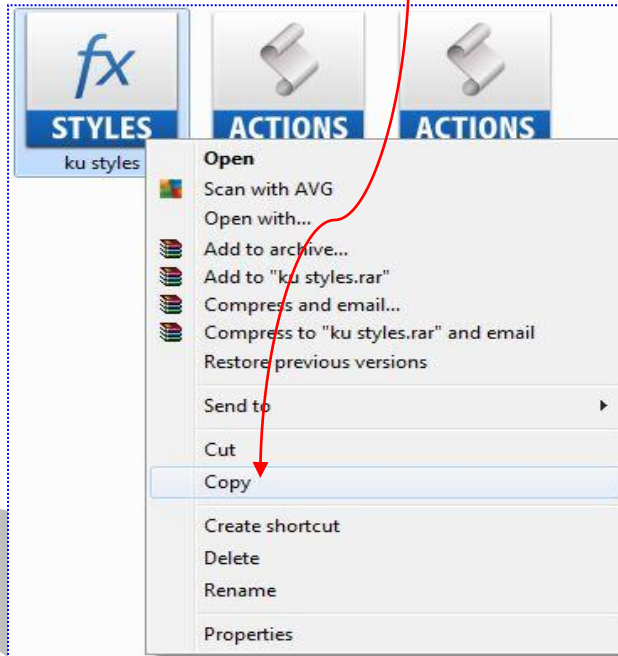 fx
STYLES
ACTIONS
ACTIONS
ku styles
Open
Scan with AVG
Open with...
Add to archive...
Add to "ku styles.rar"
Compress and email...
Compress to "ku styles.rar" and email
Restore previous versions
Send to
Cut
Copy
Create shortcut
Delete
Rename
Properties